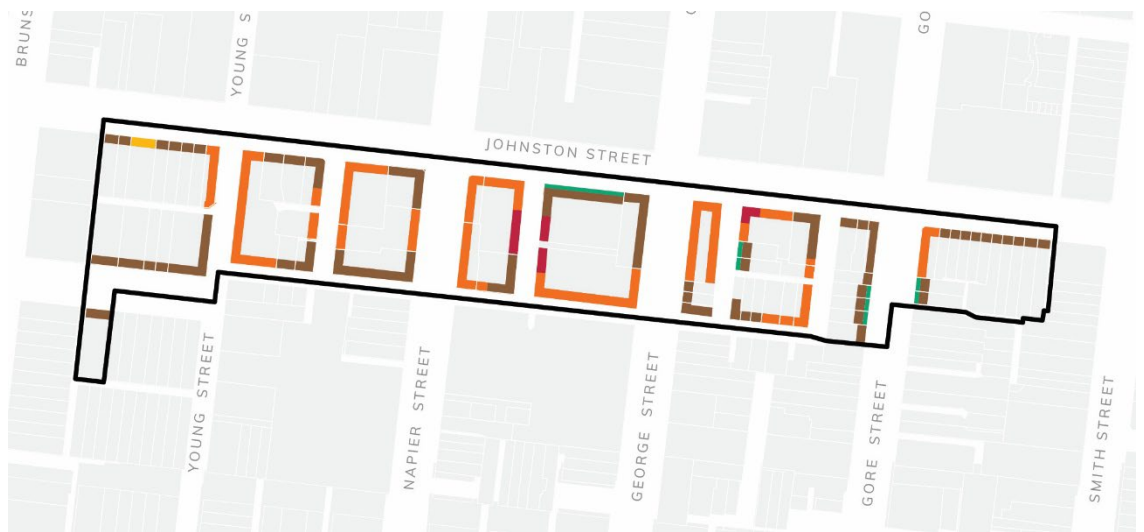 BRUNS
YOUNG S
GO
JOHNSTON STREET
YOUNG STREET
NAPIER STREET
GEORGE STREET
GORE STREET
SMITH STREET